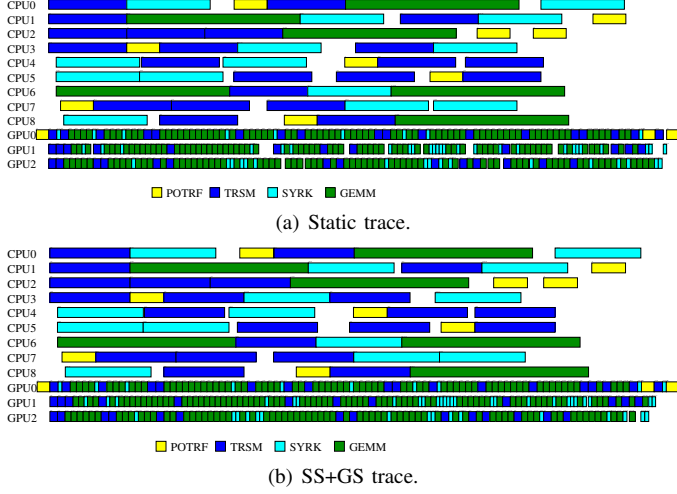 CPU0
CPU1
CPU2
CPU3
CPU4
CPU5
CPU6
CPU7
CPU8
GPU0
GPU1
GPU2
POTRF TRSM SYRK GEMM
(a) Static trace.
CPU0
CPU1
CPU2
CPU3
CPU4
CPU5
CPU6
CPU7
CPU8
GPU0
GPU1
GPU2
POTRF TRSM SYRK GEMM
(b) SS+GS trace.